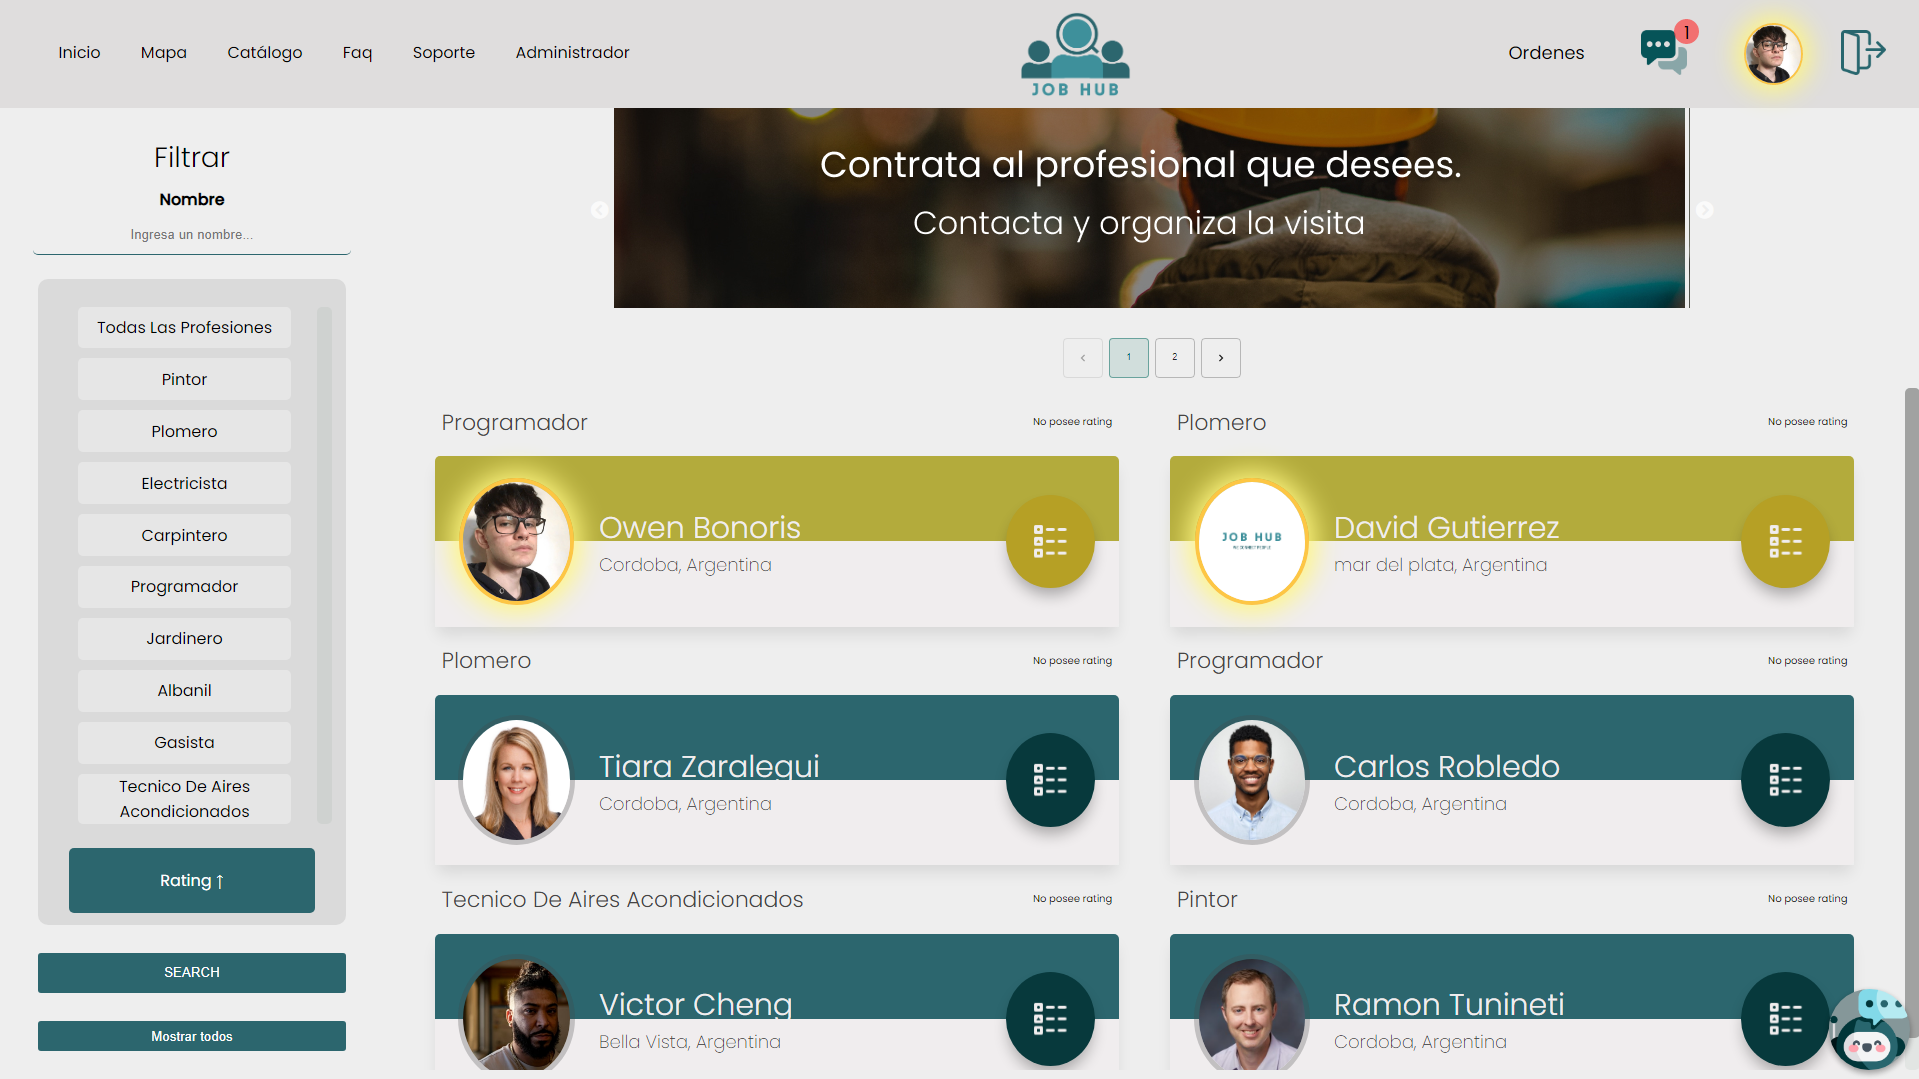 Inicio
Mapa
Catálogo
Faq
Soporte
Administrador
JOB HUB
Ordenes
1
Filtrar
Nombre
Ingresa un nombre...
Todas Las Profesiones
Pintor
Plomero
Electricista
Carpintero
Programador
Jardinero
Albanil
Gasista
Tecnico De Aires
Acondicionados
Rating ↑
SEARCH
Mostrar todos
Contrata al profesional que desees.
Contacta y organiza la visita
‹ 1 2 ›
Programador
No posee rating
Owen Bonoris
Cordoba, Argentina
Plomero
No posee rating
JOB HUB
David Gutierrez
mar del plata, Argentina
Plomero
No posee rating
Tiara Zaralegui
Cordoba, Argentina
Programador
No posee rating
Carlos Robledo
Cordoba, Argentina
Tecnico De Aires Acondicionados
No posee rating
Victor Cheng
Bella Vista, Argentina
Pintor
No posee rating
Ramon Tunineti
Cordoba, Argentina